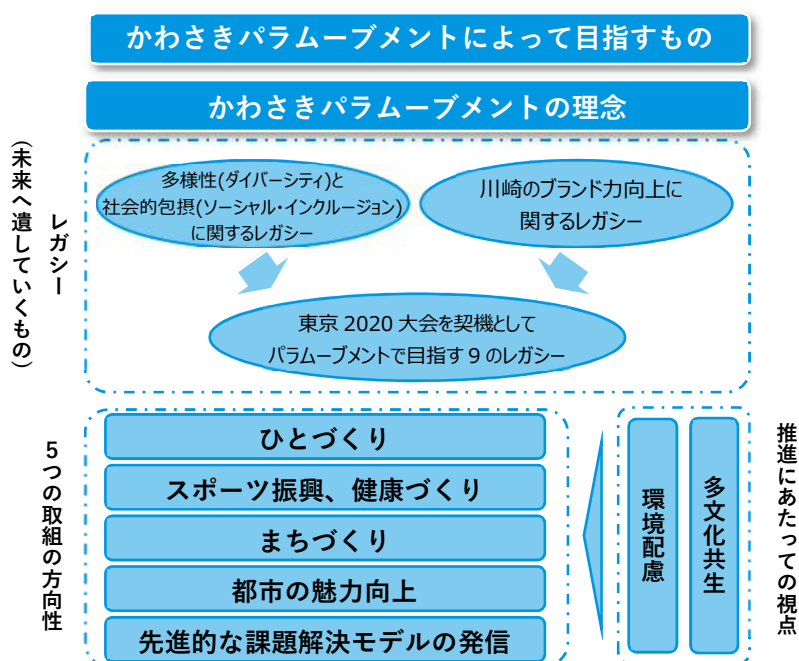 かわさきパラムーブメントによって目指すもの
かわさきパラムーブメントの理念
レガシー
(未来へ遺していくもの)
多様性(ダイバーシティ)と
社会的包摂(ソーシャル・インクルージョン)
に関するレガシー
川崎のブランド力向上に
関するレガシー
東京 2020 大会を契機として
パラムーブメントで目指す 9 のレガシー
5つの取組の方向性
ひとづくり
スポーツ振興、健康づくり
まちづくり
都市の魅力向上
先進的な課題解決モデルの発信
環境配慮
多文化共生
推進にあたっての視点